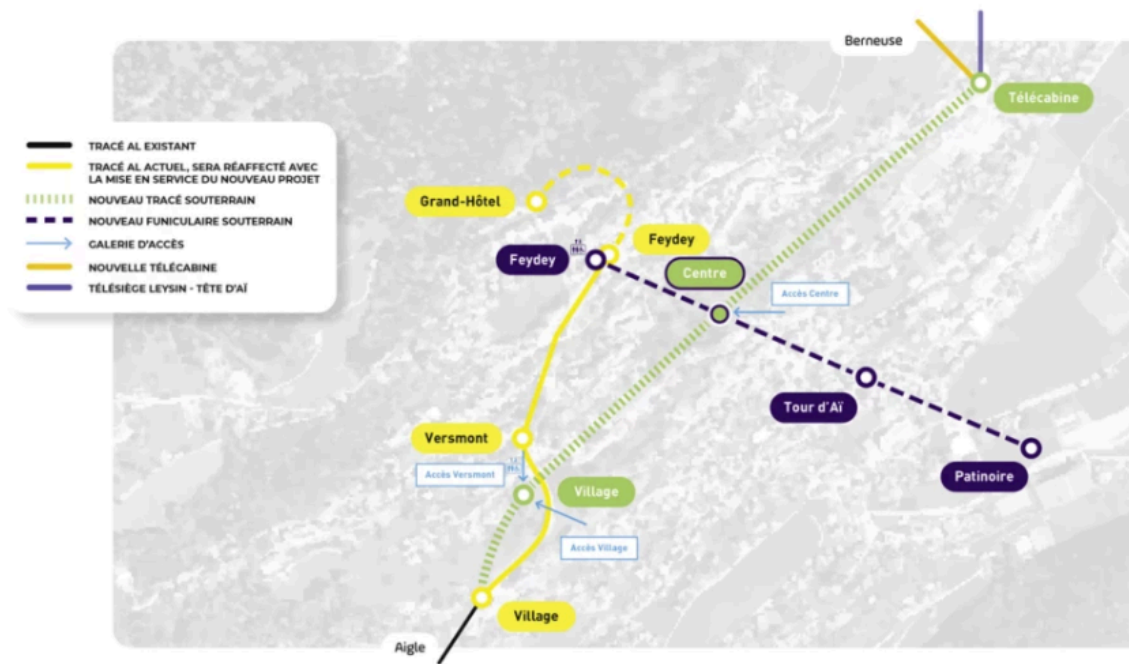 Berneuse
Télécabine
TRACÉ AL EXISTANT
TRACÉ AL ACTUEL, SERA RÉAFFECTÉ AVEC
LA MISE EN SERVICE DU NOUVEAU PROJET
NOUVEAU TRACÉ SOUTERRAIN
NOUVEAU FUNICULAIRE SOUTERRAIN
GALERIE D'ACCÈS
NOUVELLE TÉLÉCABINE
TÉLÉSIÈGE LEYSIN - TÊTE D'AÏ
Grand-Hôtel
Feydey
Feydey
Centre
Accès Centre
Tour d'Aï
Versmont
Accès Versmont
Patinoire
Village
Accès Village
Village
Aigle